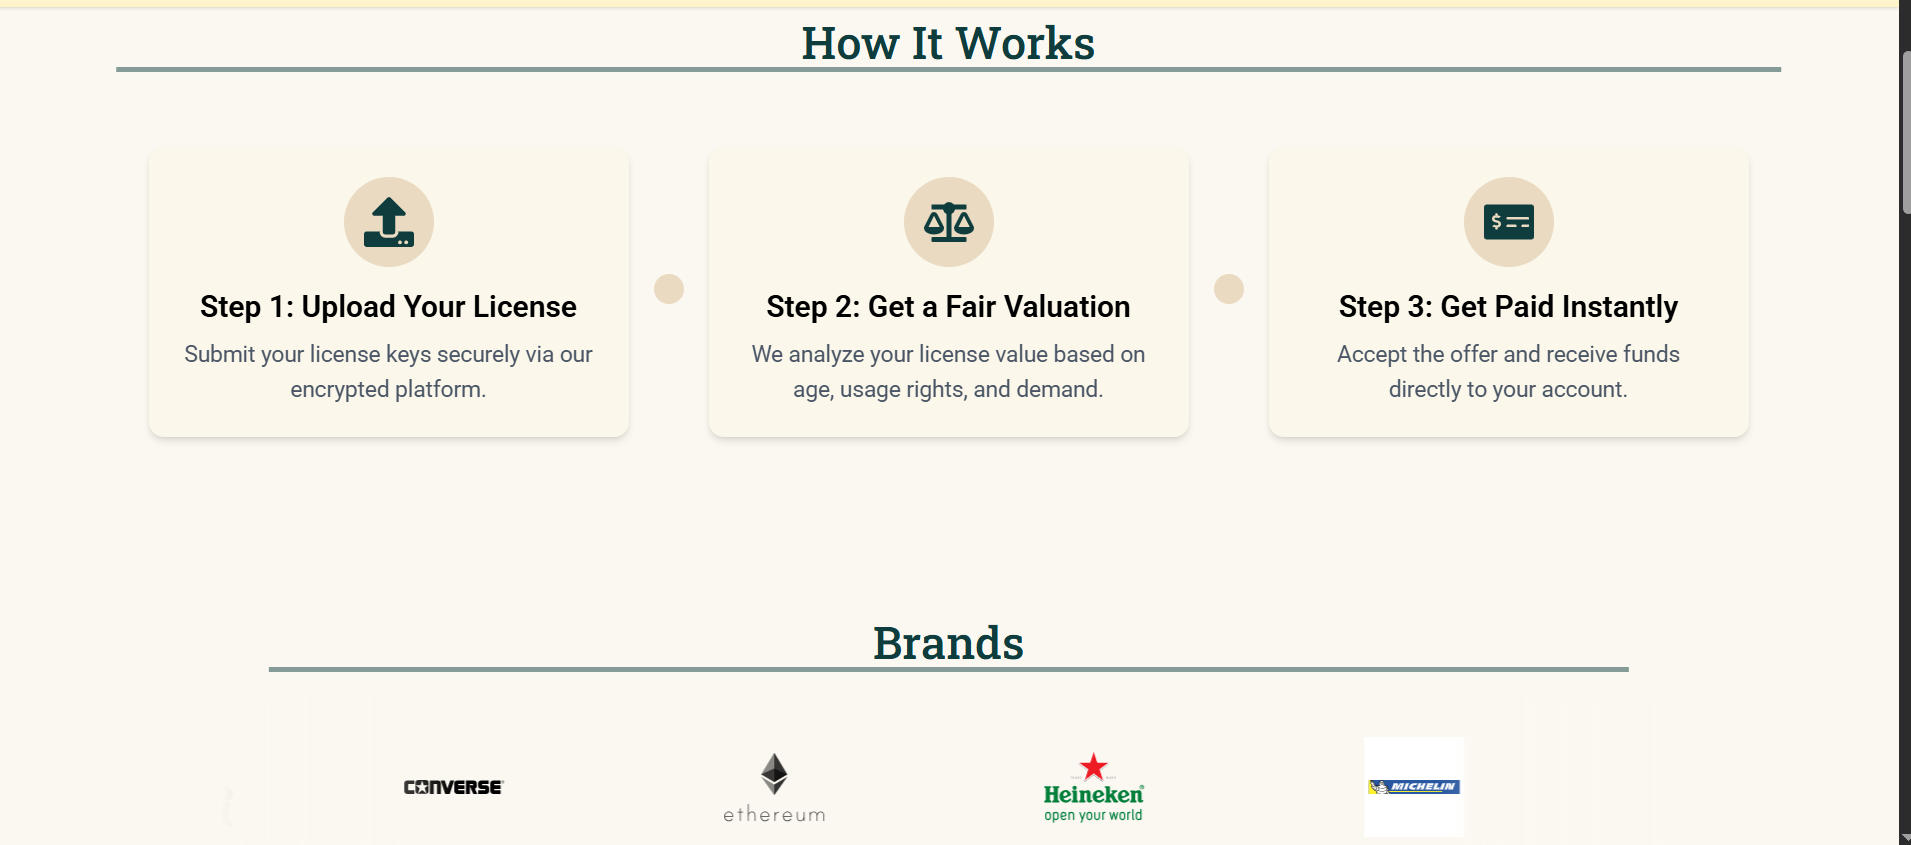 How It Works
Step 1: Upload Your License
Submit your license keys securely via our
encrypted platform.
Step 2: Get a Fair Valuation
We analyze your license value based on
age, usage rights, and demand.
$
Step 3: Get Paid Instantly
Accept the offer and receive funds
directly to your account.
Brands
CONVERSE
ethereum
Heineken
open your world
MICHELIN